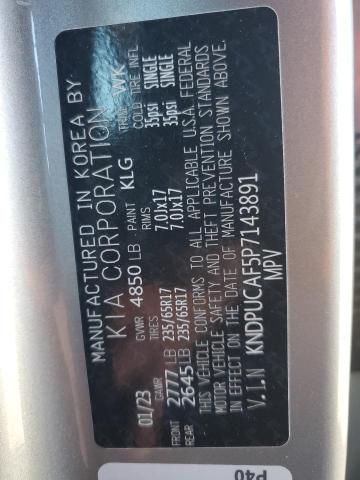 MANUFACTURED IN KOREA BY
KIA CORPORATION
GVWR 4850 LB PAINT KLG TRIM WK
01/23 GAWR TIRES RIMS COLD TIRE INFL
FRONT 2777 LB 235/65R17 7.0Jx17 35psi SINGLE
REAR 2645 LB 235/65R17 7.0Jx17 35psi SINGLE
THIS VEHICLE CONFORMS TO ALL APPLICABLE U.S.A. FEDERAL
MOTOR VEHICLE SAFETY AND THEFT PREVENTION STANDARDS
IN EFFECT ON THE DATE OF MANUFACTURE SHOWN ABOVE.
V.I.N KNDPUCAF5P7143891
MPV
P40